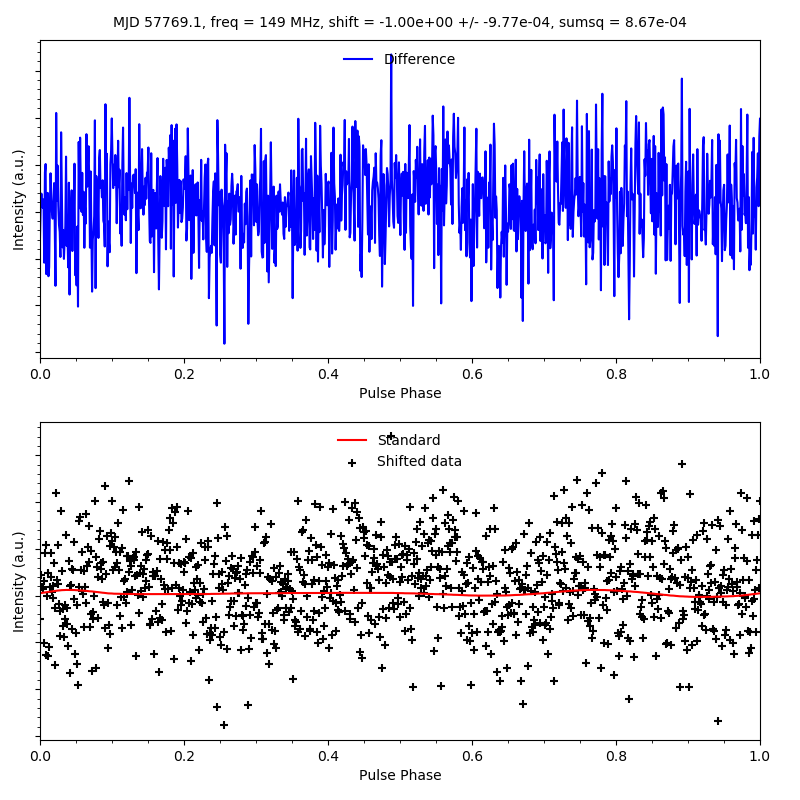 MJD 57769.1, freq = 149 MHz, shift = -1.00e+00 +/- -9.77e-04, sumsq = 8.67e-04
Difference
Intensity (a.u.)
0.0 0.2 0.4 0.6 0.8 1.0
Pulse Phase
Standard
Shifted data
Intensity (a.u.)
0.0 0.2 0.4 0.6 0.8 1.0
Pulse Phase